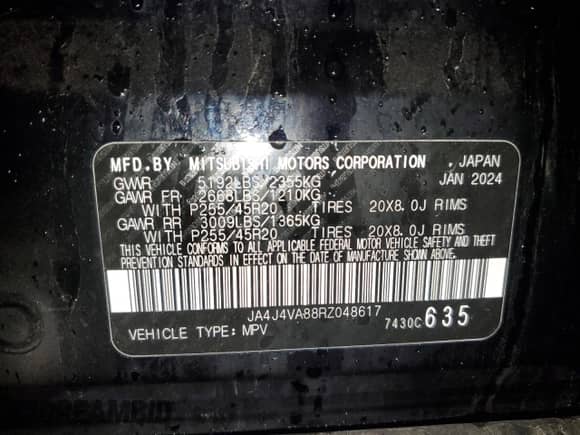 MFD.BY MITSUBISHI MOTORS CORPORATION , JAPAN
GVWR 5192LBS/2355KG JAN 2024
GAWR FR 2668LBS/1210KG
WITH P255/45R20 TIRES 20X8.0J RIMS
GAWR RR 3009LBS/1365KG
WITH P255/45R20 TIRES 20X8.0J RIMS
THIS VEHICLE CONFORMS TO ALL APPLICABLE FEDERAL MOTOR VEHICLE SAFETY AND THEFT
PREVENTION STANDARDS IN EFFECT ON THE DATE OF MANUFACTURE SHOWN ABOVE.
JA4J4VA88RZ048617
VEHICLE TYPE: MPV 7430C635